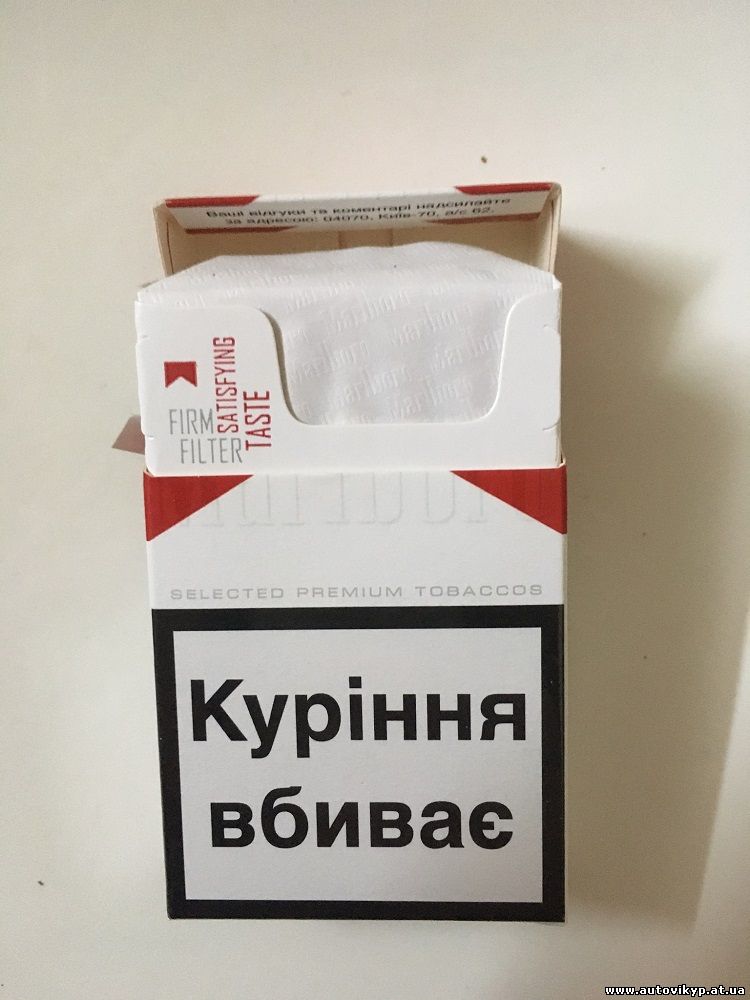 Ваші відгуки та коментарі надсилайте
за адресою: 04070, Київ-70, а/с 62.
Marlboro
FIRM
FILTER
SATISFYING
TASTE
SELECTED PREMIUM TOBACCOS
Куріння
вбиває
www.autovikyp.at.ua